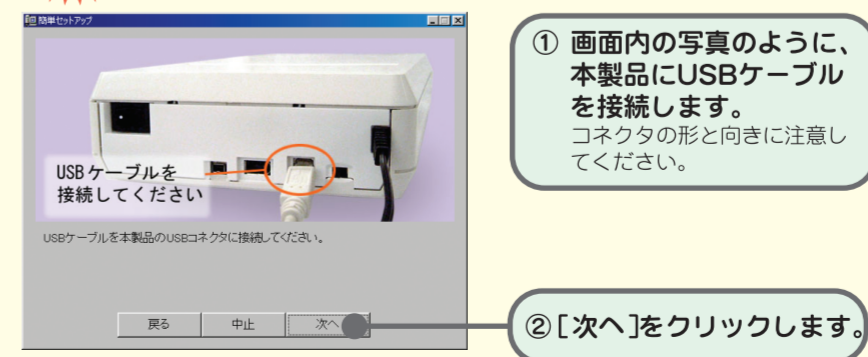 簡単セットアップ
USBケーブルを
接続してください
USBケーブルを本製品のUSBコネクタに接続してください。
戻る
中止
次へ
① 画面内の写真のように、
本製品にUSBケーブル
を接続します。
コネクタの形と向きに注意し
てください。
②[次へ]をクリックします。